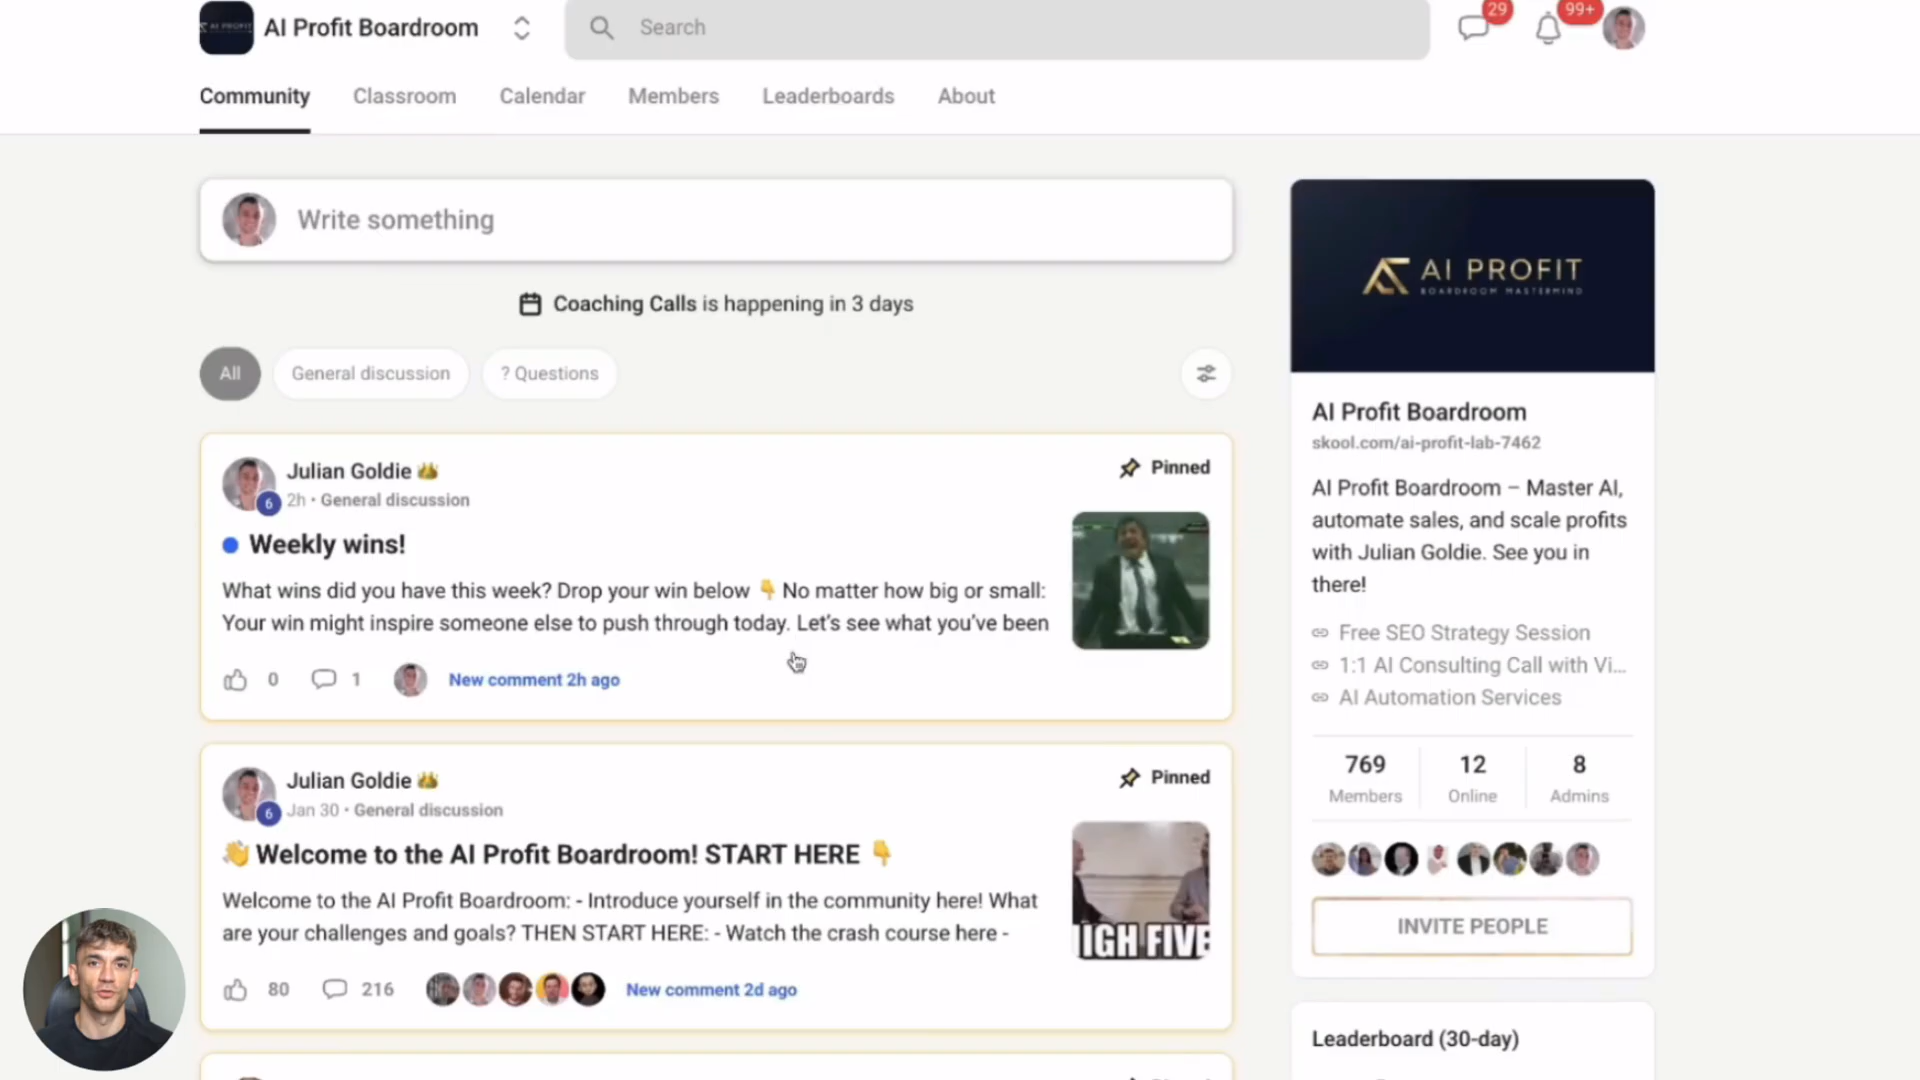 AI PROFIT
AI Profit Boardroom
Search
29
99+
Community
Classroom
Calendar
Members
Leaderboards
About
Write something
Coaching Calls is happening in 3 days
All
General discussion
? Questions
Julian Goldie
Pinned
6
2h • General discussion
Weekly wins!
What wins did you have this week? Drop your win below 👇 No matter how big or small:
Your win might inspire someone else to push through today. Let's see what you've been
0
1
New comment 2h ago
Julian Goldie
Pinned
6
Jan 30 • General discussion
👋 Welcome to the AI Profit Boardroom! START HERE 👇
Welcome to the AI Profit Boardroom: - Introduce yourself in the community here! What
are your challenges and goals? THEN START HERE: - Watch the crash course here -
HIGH FIVE
80
216
New comment 2d ago
AI PROFIT
BOARDROOM MASTERMIND
AI Profit Boardroom
skool.com/ai-profit-lab-7462
AI Profit Boardroom – Master AI,
automate sales, and scale profits
with Julian Goldie. See you in
there!
Free SEO Strategy Session
1:1 AI Consulting Call with Vi...
AI Automation Services
769
Members
12
Online
8
Admins
INVITE PEOPLE
Leaderboard (30-day)